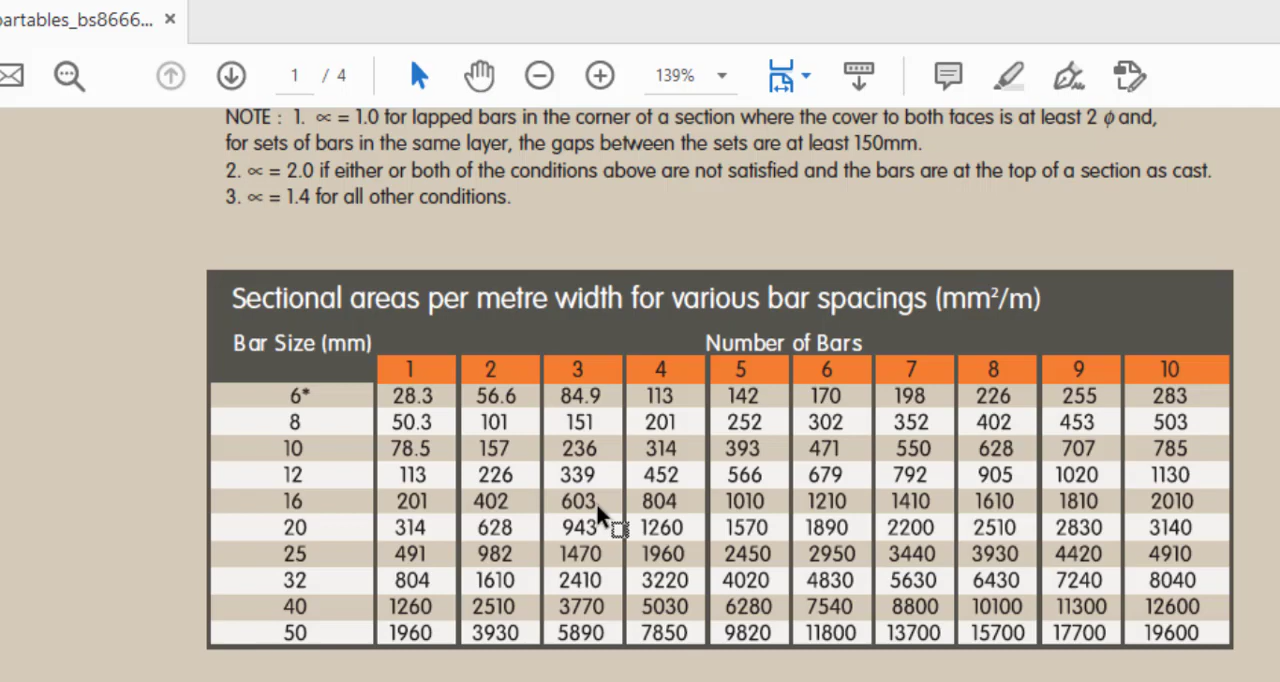 partables_bs8666... ×
1 / 4 139%
NOTE : 1. ∝ = 1.0 for lapped bars in the corner of a section where the cover to both faces is at least 2 ϕ and,
for sets of bars in the same layer, the gaps between the sets are at least 150mm.
2. ∝ = 2.0 if either or both of the conditions above are not satisfied and the bars are at the top of a section as cast.
3. ∝ = 1.4 for all other conditions.
Sectional areas per metre width for various bar spacings (mm²/m)
Bar Size (mm) Number of Bars
1 2 3 4 5 6 7 8 9 10
6* 28.3 56.6 84.9 113 142 170 198 226 255 283
8 50.3 101 151 201 252 302 352 402 453 503
10 78.5 157 236 314 393 471 550 628 707 785
12 113 226 339 452 566 679 792 905 1020 1130
16 201 402 603 804 1010 1210 1410 1610 1810 2010
20 314 628 943 1260 1570 1890 2200 2510 2830 3140
25 491 982 1470 1960 2450 2950 3440 3930 4420 4910
32 804 1610 2410 3220 4020 4830 5630 6430 7240 8040
40 1260 2510 3770 5030 6280 7540 8800 10100 11300 12600
50 1960 3930 5890 7850 9820 11800 13700 15700 17700 19600